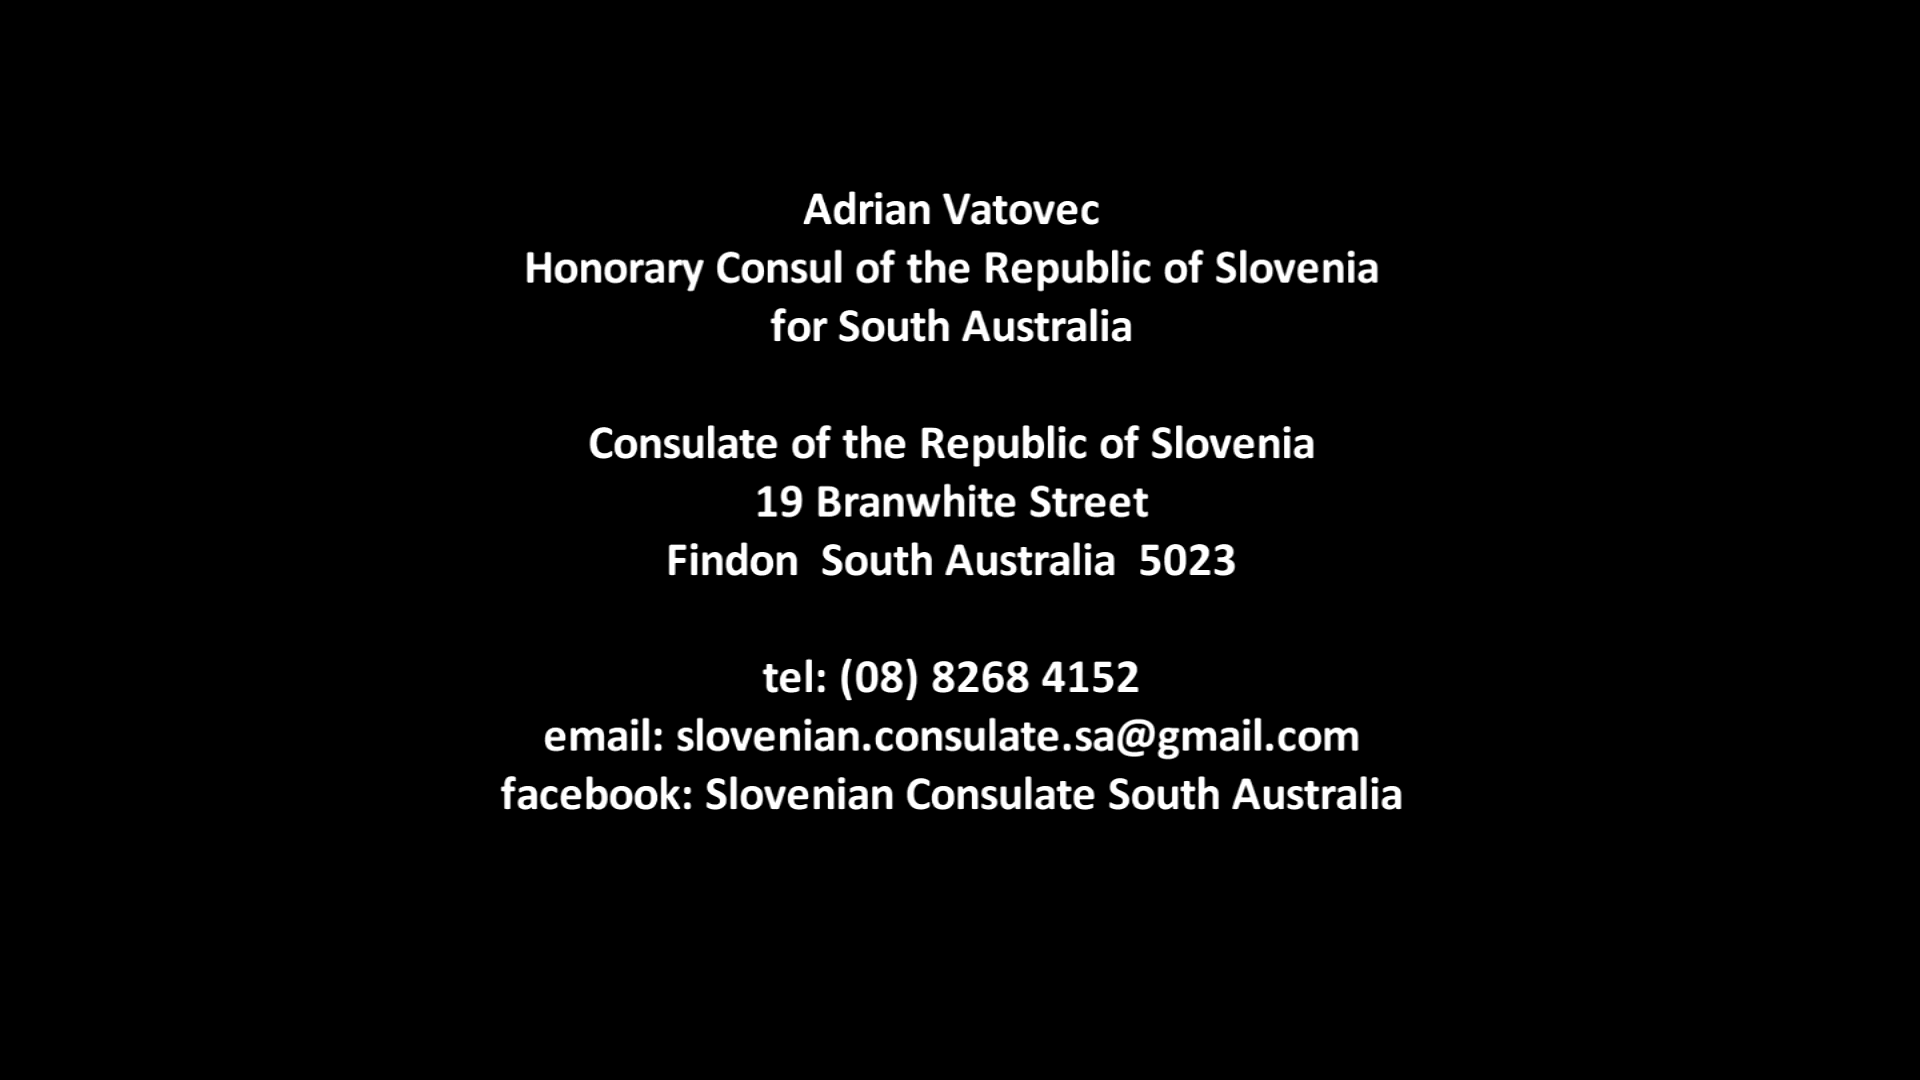 Adrian Vatovec
Honorary Consul of the Republic of Slovenia
for South Australia
Consulate of the Republic of Slovenia
19 Branwhite Street
Findon  South Australia  5023
tel: (08) 8268 4152
email: slovenian.consulate.sa@gmail.com
facebook: Slovenian Consulate South Australia